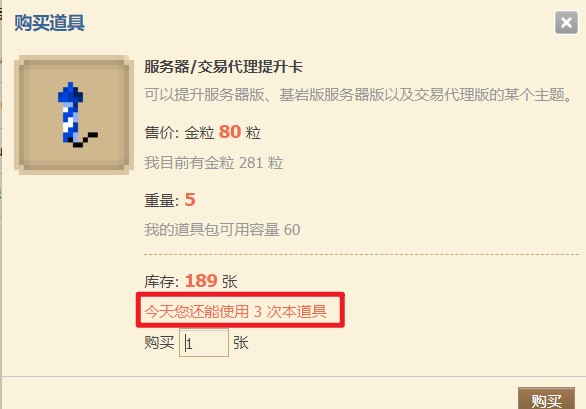 购买道具
服务器/交易代理提升卡
可以提升服务器版、基岩版服务器版以及交易代理版的某个主题。
售价: 金粒 80 粒
我目前有金粒 281 粒
重量: 5
我的道具包可用容量 60
库存: 189 张
今天您还能使用 3 次本道具
购买 1 张
购买